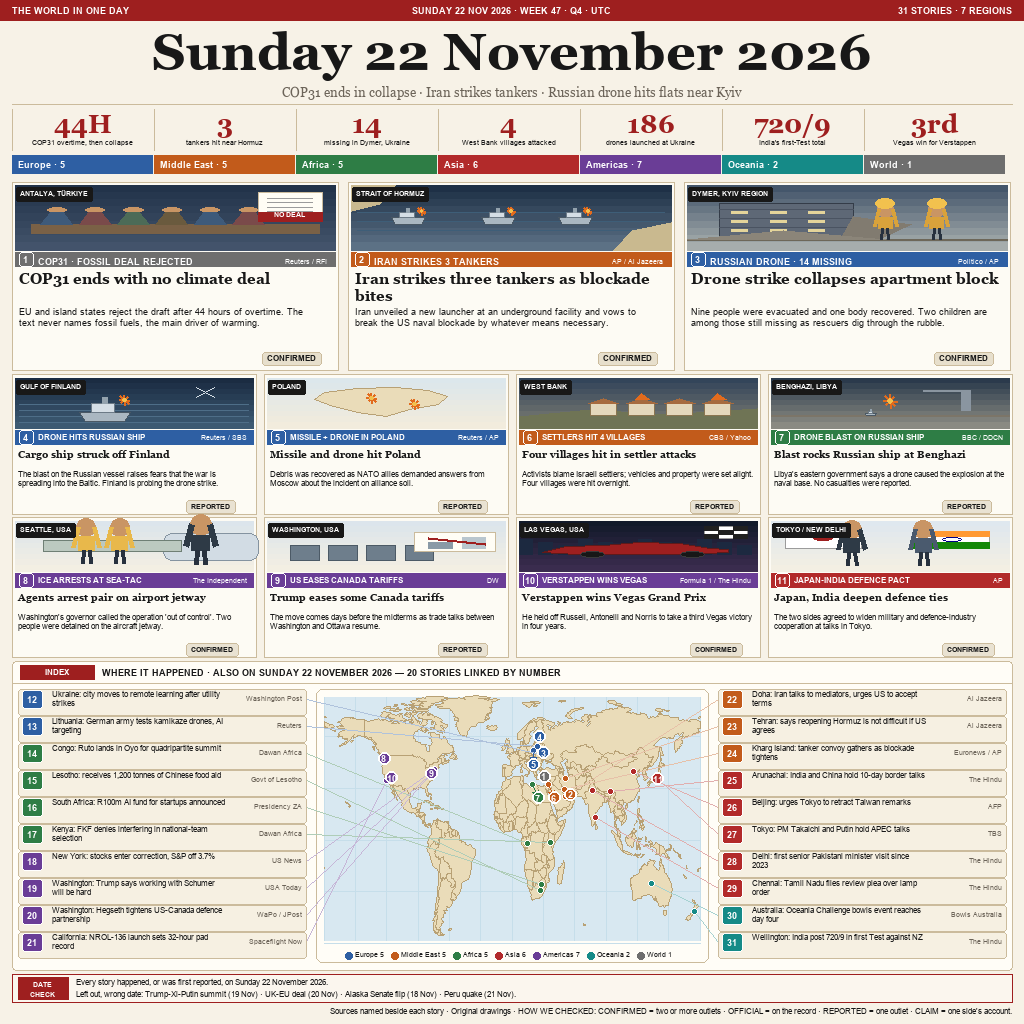 THE WORLD IN ONE DAY
SUNDAY 22 NOV 2026 · WEEK 47 · Q4 · UTC
31 STORIES · 7 REGIONS
Sunday 22 November 2026
COP31 ends in collapse · Iran strikes tankers · Russian drone hits flats near Kyiv
44H
COP31 overtime, then collapse
3
tankers hit near Hormuz
14
missing in Dymer, Ukraine
4
West Bank villages attacked
186
drones launched at Ukraine
720/9
India's first-Test total
3rd
Vegas win for Verstappen
Europe · 5
Middle East · 5
Africa · 5
Asia · 6
Americas · 7
Oceania · 2
World · 1
ANTALYA, TÜRKIYE
NO DEAL
1 COP31 · FOSSIL DEAL REJECTED
Reuters / RFI
COP31 ends with no climate deal
EU and island states reject the draft after 44 hours of overtime. The
text never names fossil fuels, the main driver of warming.
CONFIRMED
STRAIT OF HORMUZ
2 IRAN STRIKES 3 TANKERS
AP / Al Jazeera
Iran strikes three tankers as blockade
bites
Iran unveiled a new launcher at an underground facility and vows to
break the US naval blockade by whatever means necessary.
CONFIRMED
DYMER, KYIV REGION
3 RUSSIAN DRONE · 14 MISSING
Politico / AP
Drone strike collapses apartment block
Nine people were evacuated and one body recovered. Two children are
among those still missing as rescuers dig through the rubble.
CONFIRMED
GULF OF FINLAND
4 DRONE HITS RUSSIAN SHIP
Reuters / SBS
Cargo ship struck off Finland
The blast on the Russian vessel raises fears that the war is
spreading into the Baltic. Finland is probing the drone strike.
REPORTED
POLAND
5 MISSILE + DRONE IN POLAND
Reuters / AP
Missile and drone hit Poland
Debris was recovered as NATO allies demanded answers from
Moscow about the incident on alliance soil.
REPORTED
WEST BANK
6 SETTLERS HIT 4 VILLAGES
CBS / Yahoo
Four villages hit in settler attacks
Activists blame Israeli settlers; vehicles and property were set alight.
Four villages were hit overnight.
REPORTED
BENGHAZI, LIBYA
7 DRONE BLAST ON RUSSIAN SHIP
BBC / DDCN
Blast rocks Russian ship at Benghazi
Libya's eastern government says a drone caused the explosion at the
naval base. No casualties were reported.
REPORTED
SEATTLE, USA
8 ICE ARRESTS AT SEA-TAC
The Independent
Agents arrest pair on airport jetway
Washington's governor called the operation 'out of control'. Two
people were detained on the aircraft jetway.
CONFIRMED
WASHINGTON, USA
9 US EASES CANADA TARIFFS
DW
Trump eases some Canada tariffs
The move comes days before the midterms as trade talks between
Washington and Ottawa resume.
REPORTED
LAS VEGAS, USA
10 VERSTAPPEN WINS VEGAS
Formula 1 / The Hindu
Verstappen wins Vegas Grand Prix
He held off Russell, Antonelli and Norris to take a third Vegas victory
in four years.
CONFIRMED
TOKYO / NEW DELHI
11 JAPAN-INDIA DEFENCE PACT
AP
Japan, India deepen defence ties
The two sides agreed to widen military and defence-industry
cooperation at talks in Tokyo.
CONFIRMED
INDEX
WHERE IT HAPPENED · ALSO ON SUNDAY 22 NOVEMBER 2026 — 20 STORIES LINKED BY NUMBER
12 Ukraine: city moves to remote learning after utility
strikes
Washington Post
13 Lithuania: German army tests kamikaze drones, AI
targeting
Reuters
14 Congo: Ruto lands in Oyo for quadripartite summit
Dawan Africa
15 Lesotho: receives 1,200 tonnes of Chinese food aid
Govt of Lesotho
16 South Africa: R100m AI fund for startups announced
Presidency ZA
17 Kenya: FKF denies interfering in national-team
selection
Dawan Africa
18 New York: stocks enter correction, S&P off 3.7%
US News
19 Washington: Trump says working with Schumer
will be hard
USA Today
20 Washington: Hegseth tightens US-Canada defence
partnership
WaPo / JPost
21 California: NROL-136 launch sets 32-hour pad
record
Spaceflight Now
4
3
5
1
8
10
9
7
6
2
11
Europe 5
Middle East 5
Africa 5
Asia 6
Americas 7
Oceania 2
World 1
22 Doha: Iran talks to mediators, urges US to accept
terms
Al Jazeera
23 Tehran: says reopening Hormuz is not difficult if US
agrees
Al Jazeera
24 Kharg Island: tanker convoy gathers as blockade
tightens
Euronews / AP
25 Arunachal: India and China hold 10-day border talks
The Hindu
26 Beijing: urges Tokyo to retract Taiwan remarks
AFP
27 Tokyo: PM Takaichi and Putin hold APEC talks
TBS
28 Delhi: first senior Pakistani minister visit since
2023
The Hindu
29 Chennai: Tamil Nadu files review plea over lamp
order
The Hindu
30 Australia: Oceania Challenge bowls event reaches
day four
Bowls Australia
31 Wellington: India post 720/9 in first Test against NZ
The Hindu
DATE
CHECK
Every story happened, or was first reported, on Sunday 22 November 2026.
Left out, wrong date: Trump-Xi-Putin summit (19 Nov) · UK-EU deal (20 Nov) · Alaska Senate flip (18 Nov) · Peru quake (21 Nov).
Sources named beside each story · Original drawings · HOW WE CHECKED: CONFIRMED = two or more outlets · OFFICIAL = on the record · REPORTED = one outlet · CLAIM = one side's account.